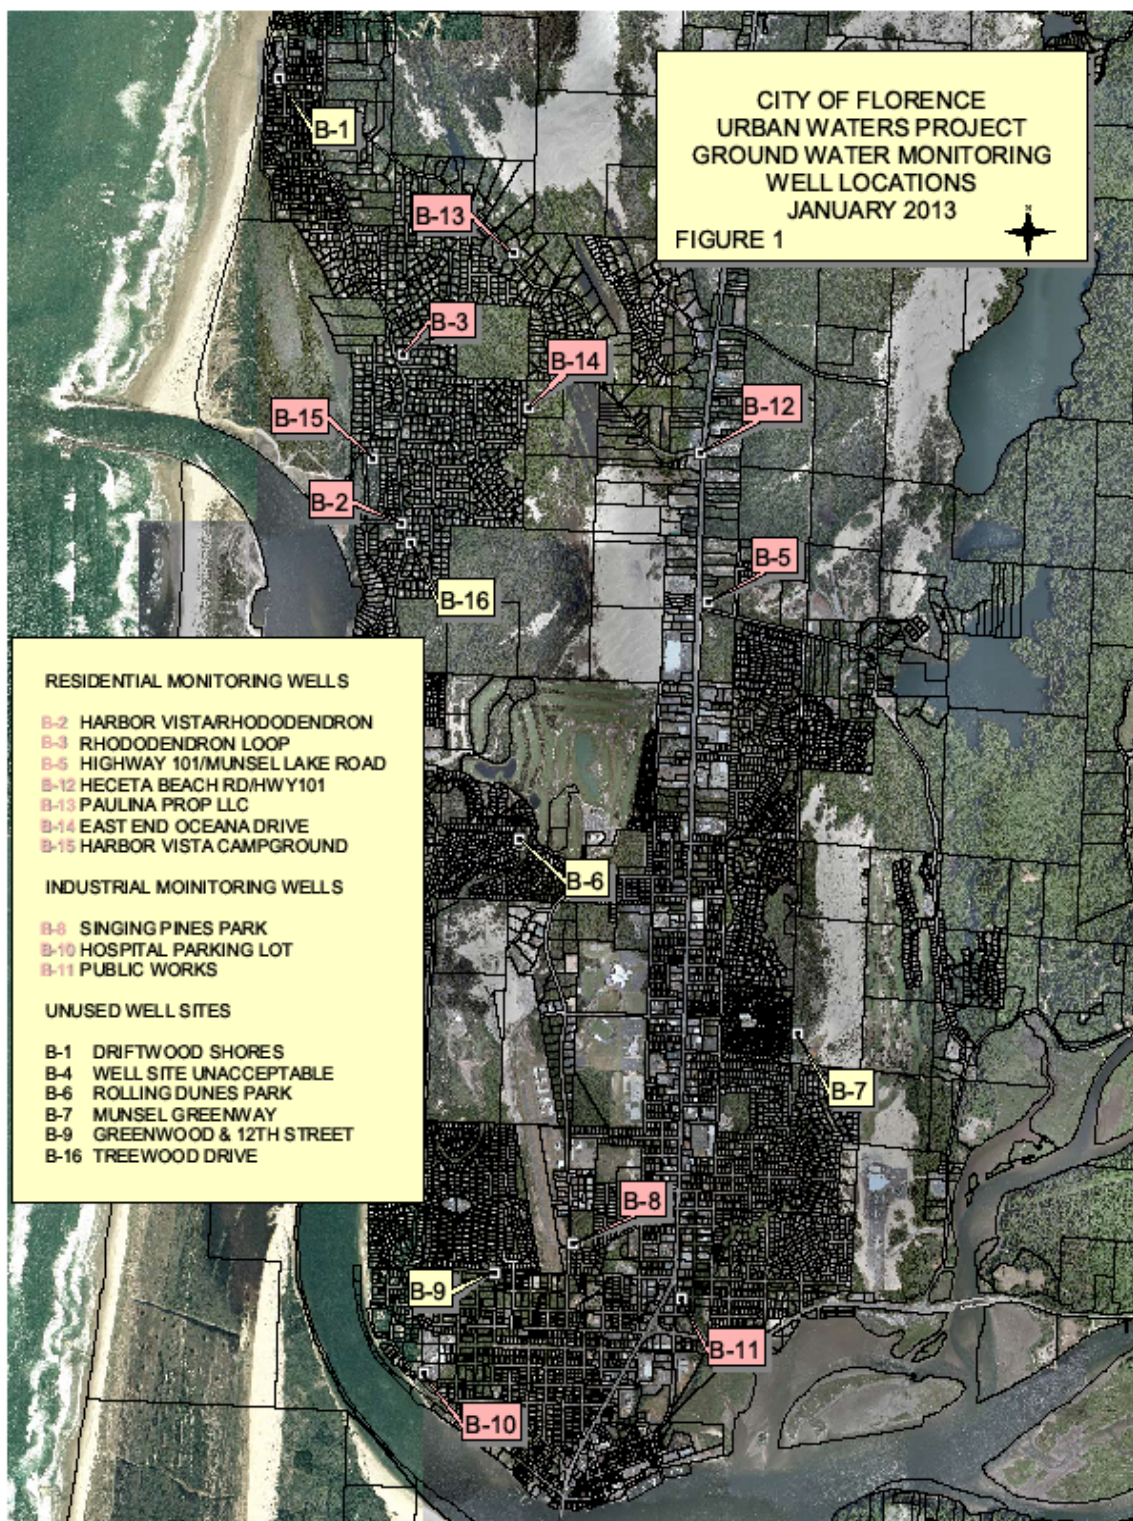 CITY OF FLORENCE
URBAN WATERS PROJECT
GROUND WATER MONITORING
WELL LOCATIONS
JANUARY 2013
FIGURE 1
N
B-1
B-13
B-3
B-14
B-12
B-15
B-2
B-5
B-16
RESIDENTIAL MONITORING WELLS
B-2 HARBOR VISTA/RHODODENDRON
B-3 RHODODENDRON LOOP
B-5 HIGHWAY 101/MUNSEL LAKE ROAD
B-12 HECETA BEACH RD/HWY101
B-13 PAULINA PROP LLC
B-14 EAST END OCEANA DRIVE
B-15 HARBOR VISTA CAMPGROUND
INDUSTRIAL MOINITORING WELLS
B-8 SINGING PINES PARK
B-10 HOSPITAL PARKING LOT
B-11 PUBLIC WORKS
UNUSED WELL SITES
B-1 DRIFTWOOD SHORES
B-4 WELL SITE UNACCEPTABLE
B-6 ROLLING DUNES PARK
B-7 MUNSEL GREENWAY
B-9 GREENWOOD & 12TH STREET
B-16 TREEWOOD DRIVE
B-6
B-7
B-8
B-9
B-11
B-10